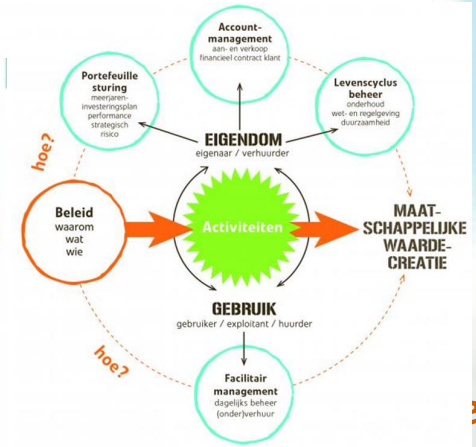 Account-
management
aan- en verkoop
financieel contract klant
Portefeuille
sturing
meerjaren-
investeringsplan
performance
strategisch
risico
Levenscyclus
beheer
onderhoud
wet- en regelgeving
duurzaamheid
hoe?
EIGENDOM
eigenaar / verhuurder
Beleid
waarom
wat
wie
Activiteiten
MAAT-
SCHAPPELIJKE
WAARDE-
CREATIE
GEBRUIK
gebruiker / exploitant / huurder
hoe?
Facilitair
management
dagelijks beheer
(onder)verhuur